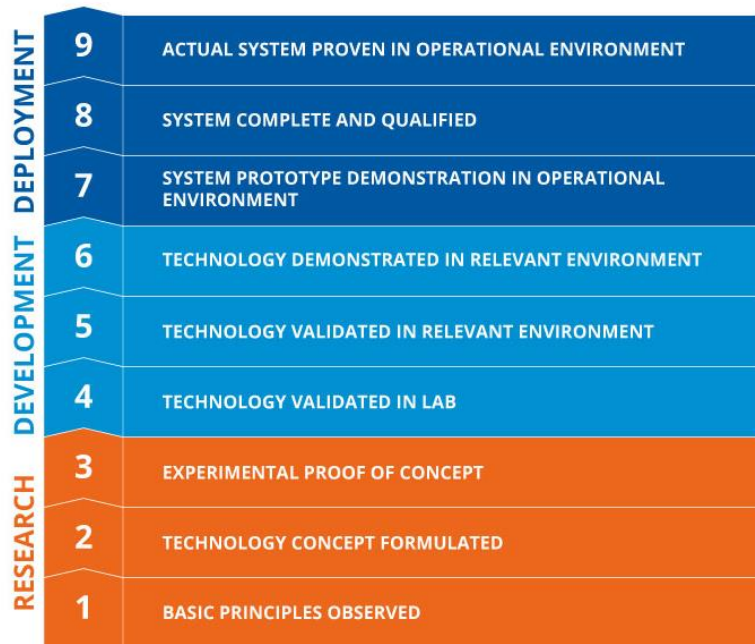 DEPLOYMENT
9
ACTUAL SYSTEM PROVEN IN OPERATIONAL ENVIRONMENT
8
SYSTEM COMPLETE AND QUALIFIED
7
SYSTEM PROTOTYPE DEMONSTRATION IN OPERATIONAL
ENVIRONMENT
DEVELOPMENT
6
TECHNOLOGY DEMONSTRATED IN RELEVANT ENVIRONMENT
5
TECHNOLOGY VALIDATED IN RELEVANT ENVIRONMENT
4
TECHNOLOGY VALIDATED IN LAB
RESEARCH
3
EXPERIMENTAL PROOF OF CONCEPT
2
TECHNOLOGY CONCEPT FORMULATED
1
BASIC PRINCIPLES OBSERVED